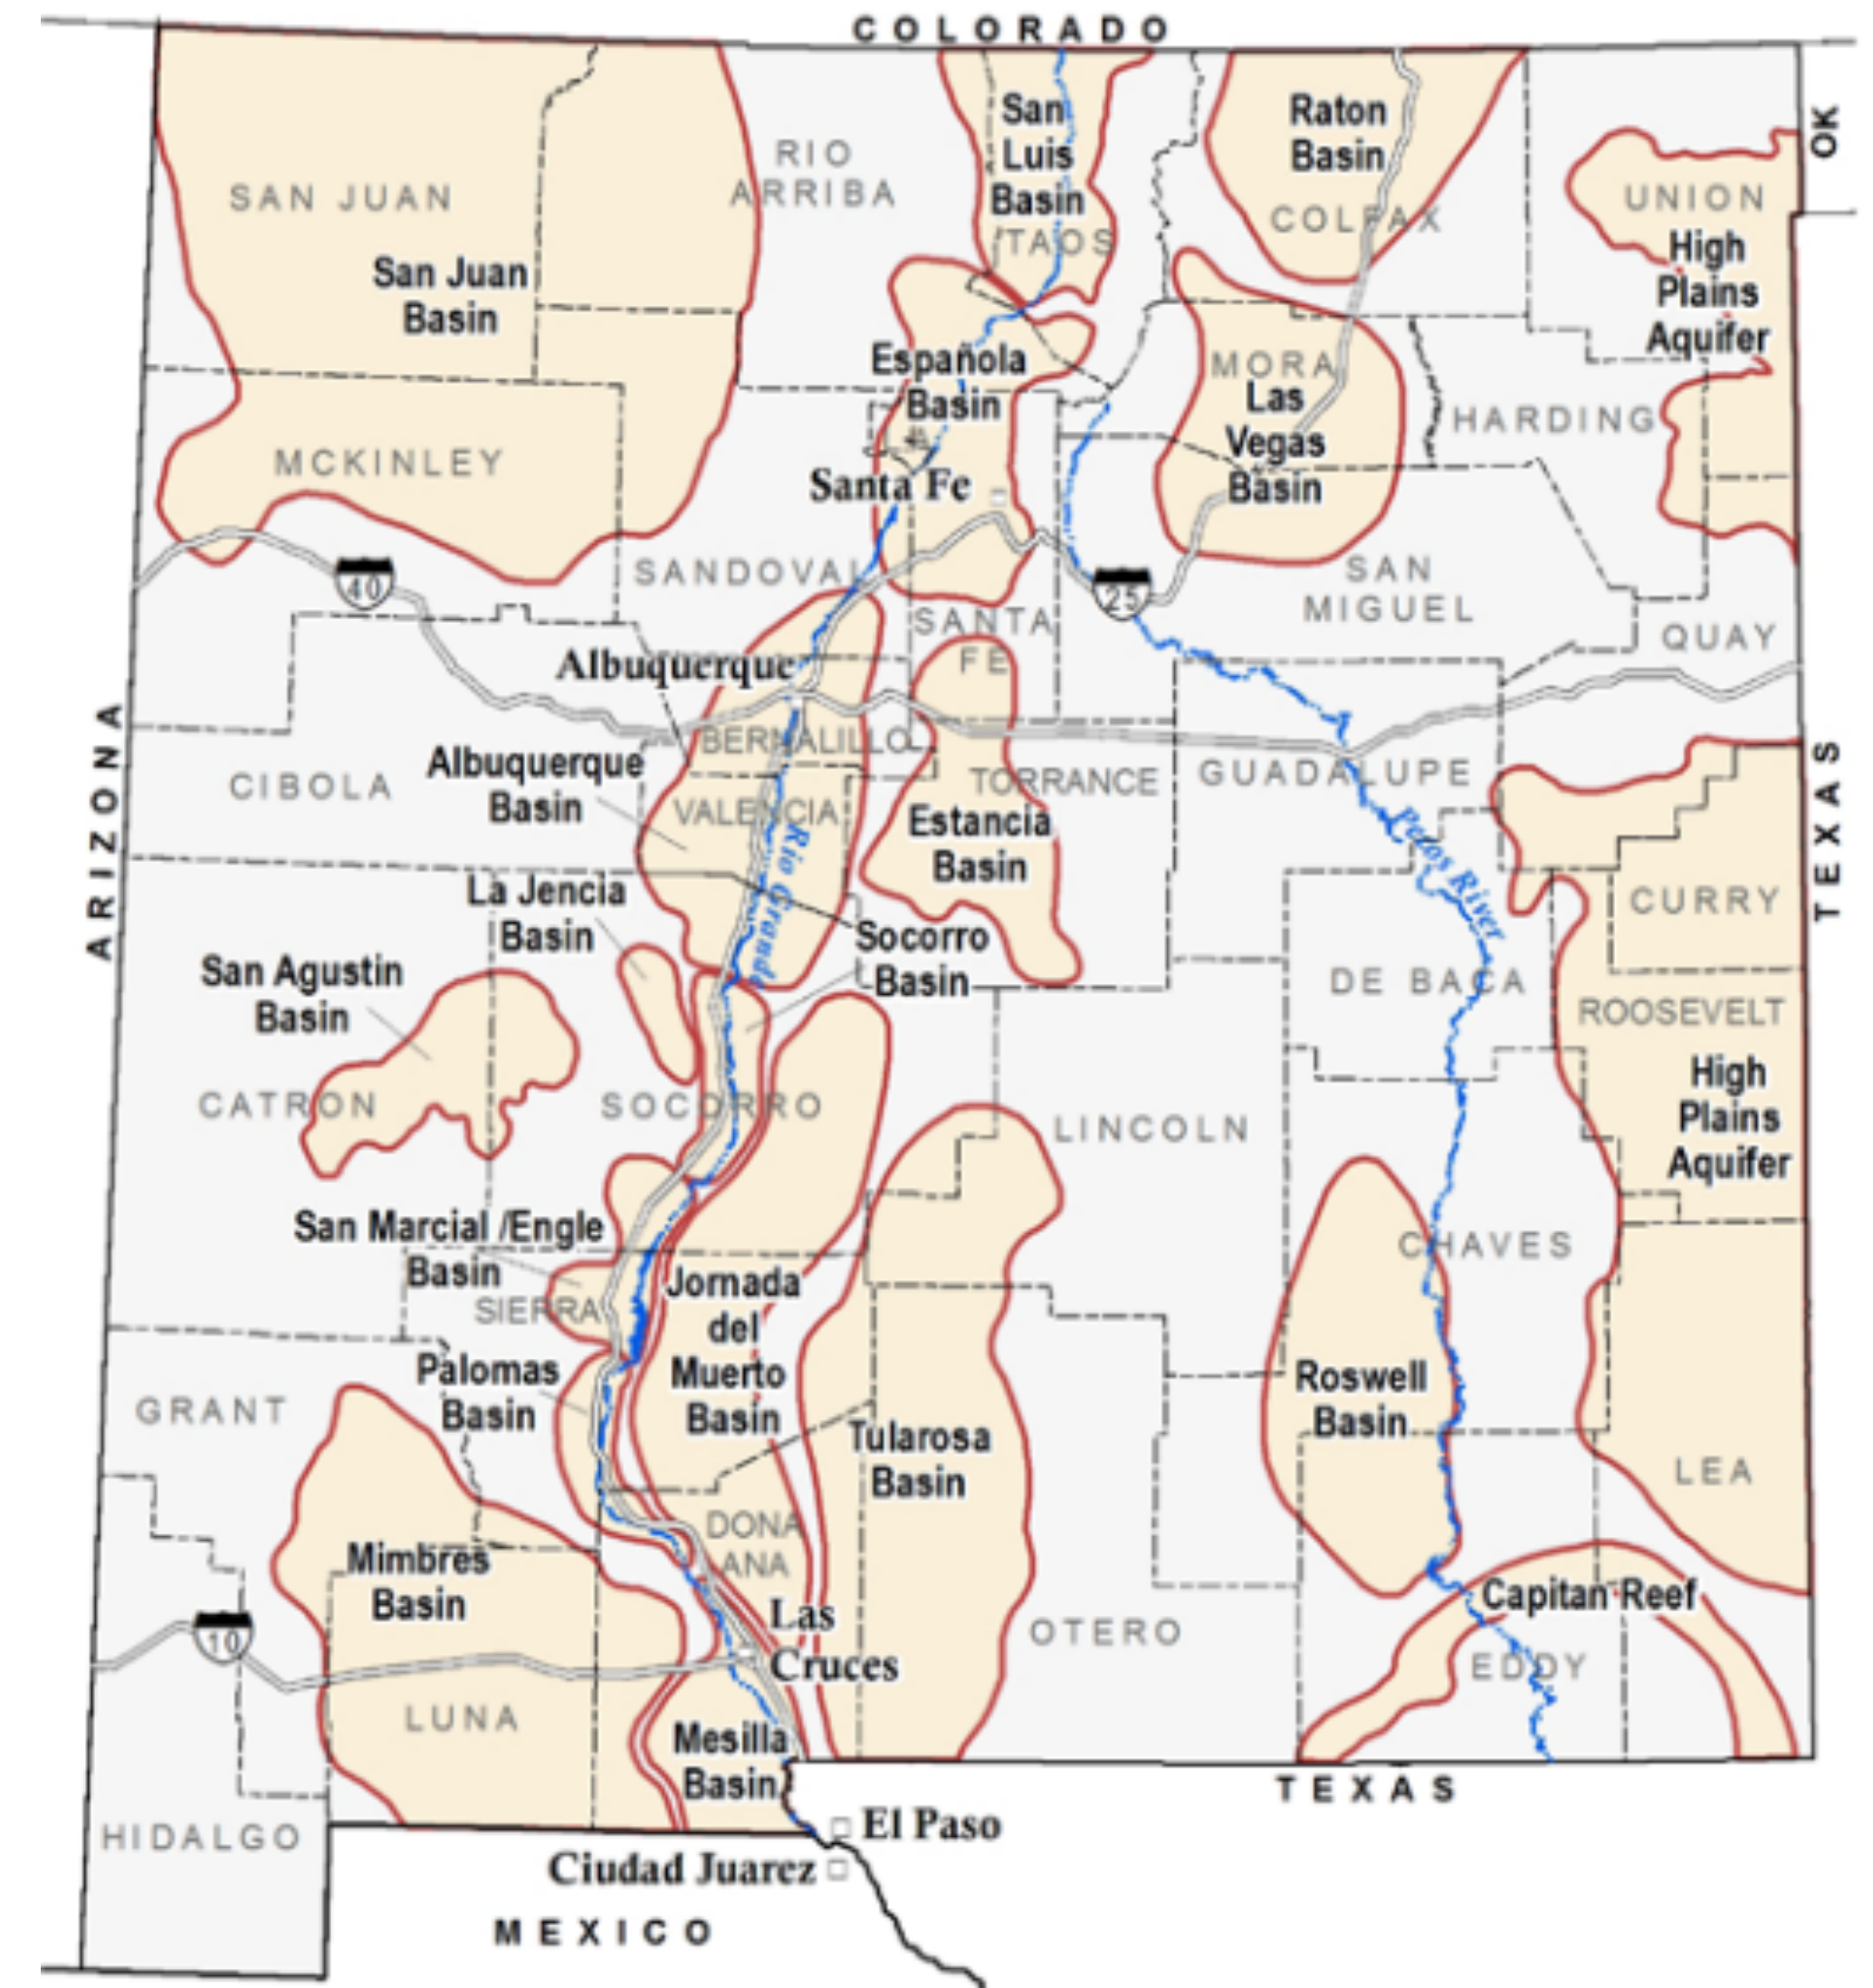 COLORADO
OK
San
Luis
Basin
Raton
Basin
RIO
ARRIBA
SAN JUAN
UNION
COLFAX
TAOS
High
Plains
Aquifer
San Juan
Basin
Española
Basin
MORA
Las
Vegas
Basin
HARDING
MCKINLEY
Santa Fe
SANDOVAL
40
25
SAN
MIGUEL
SANTA
FE
QUAY
Albuquerque
BERNALILLO
ARIZONA
TEXAS
CIBOLA
Albuquerque
Basin
VALENCIA
TORRANCE
GUADALUPE
Estancia
Basin
Rio Grande
Pecos River
La Jencia
Basin
CURRY
Socorro
Basin
San Agustin
Basin
DE BACA
ROOSEVELT
High
Plains
Aquifer
CATRON
SOCORRO
LINCOLN
San Marcial /Engle
Basin
CHAVES
SIERRA
Jornada
del
Muerto
Basin
Palomas
Basin
Roswell
Basin
GRANT
Tularosa
Basin
LEA
DONA
ANA
Mimbres
Basin
Las
Cruces
Capitan Reef
OTERO
10
EDDY
LUNA
Mesilla
Basin
TEXAS
HIDALGO
El Paso
Ciudad Juarez
MEXICO